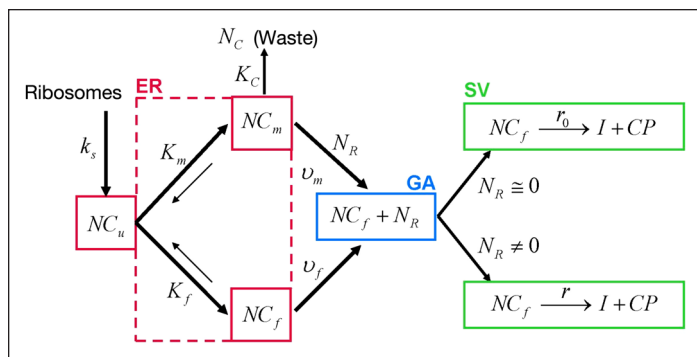 N_C (Waste)
K_C
Ribosomes
ER
k_s
K_m
NC_m
N_R
υ_m
NC_u
K_f
NC_f
υ_f
GA
NC_f + N_R
SV
NC_f —r_0→ I + CP
N_R ≅ 0
N_R ≠ 0
NC_f —r→ I + CP